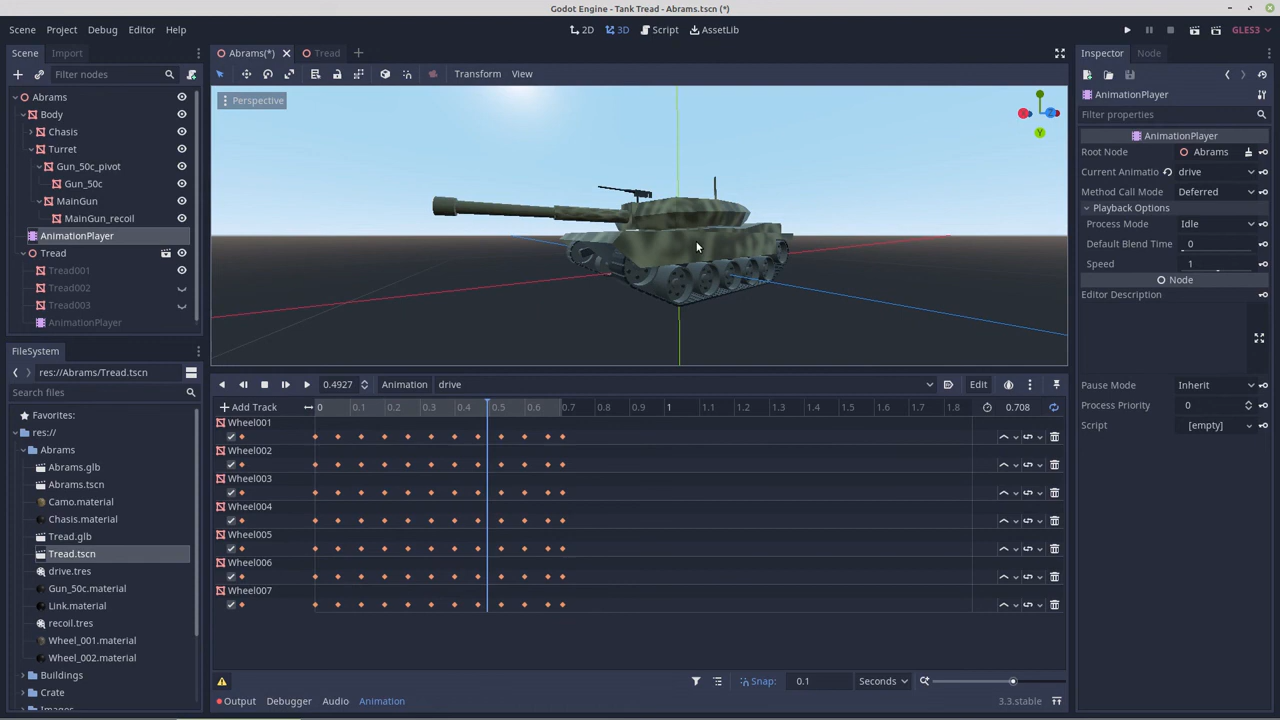 Godot Engine - Tank Tread - Abrams.tscn (*)
Scene Project Debug Editor Help
2D 3D Script AssetLib
GLES3
Scene Import
Filter nodes
Abrams
Body
Chasis
Turret
Gun_50c_pivot
Gun_50c
MainGun
MainGun_recoil
AnimationPlayer
Tread
Tread001
Tread002
Tread003
AnimationPlayer
FileSystem
res://Abrams/Tread.tscn
Search files
Favorites:
res://
Abrams
Abrams.glb
Abrams.tscn
Camo.material
Chasis.material
Tread.glb
Tread.tscn
drive.tres
Gun_50c.material
Link.material
recoil.tres
Wheel_001.material
Wheel_002.material
Buildings
Crate
Images
Abrams(*) Tread
Transform View
Perspective
Y
0.4927 Animation drive Edit
Add Track 0 0.1 0.2 0.3 0.4 0.5 0.6 0.7 0.8 0.9 1 1.1 1.2 1.3 1.4 1.5 1.6 1.7 1.8 0.708
Wheel001
Wheel002
Wheel003
Wheel004
Wheel005
Wheel006
Wheel007
Snap: 0.1 Seconds
Output Debugger Audio Animation
3.3.stable
Inspector Node
AnimationPlayer
Filter properties
AnimationPlayer
Root Node Abrams
Current Animatio drive
Method Call Mode Deferred
Playback Options
Process Mode Idle
Default Blend Time 0
Speed 1
Node
Editor Description
Pause Mode Inherit
Process Priority 0
Script [empty]